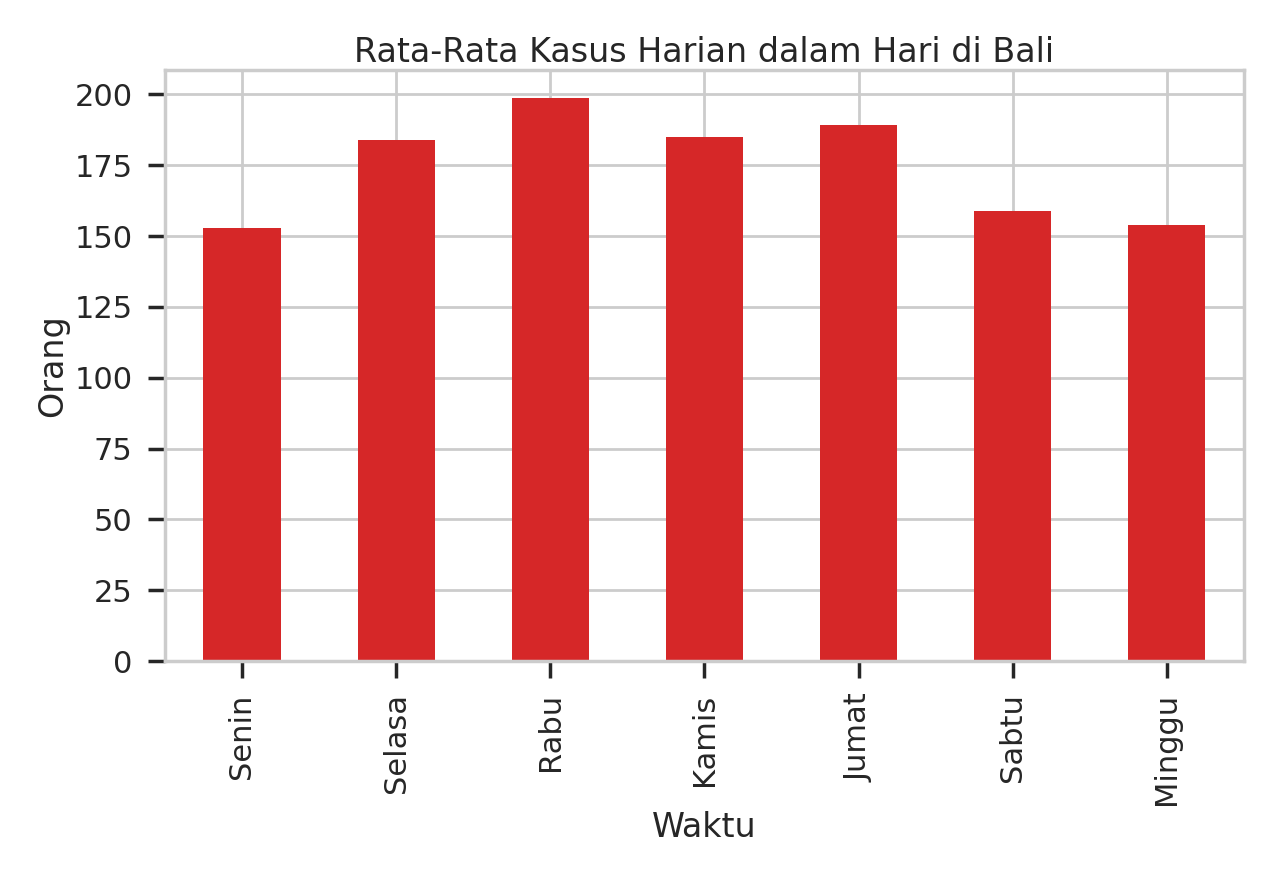 Rata-Rata Kasus Harian dalam Hari di Bali
Orang
200
175
150
125
100
75
50
25
0
Senin
Selasa
Rabu
Kamis
Jumat
Sabtu
Minggu
Waktu